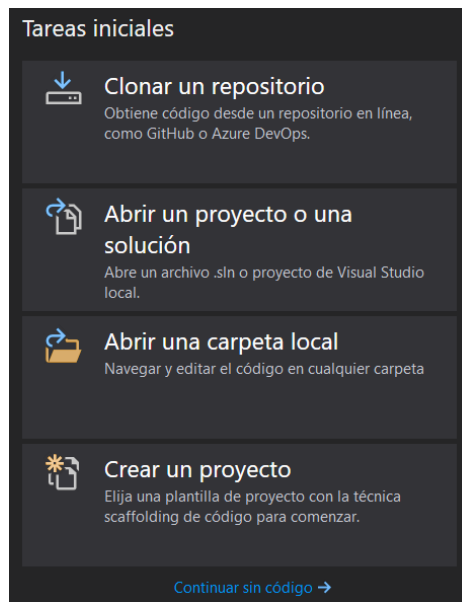 Tareas iniciales
Clonar un repositorio
Obtiene código desde un repositorio en línea,
como GitHub o Azure DevOps.
Abrir un proyecto o una
solución
Abre un archivo .sln o proyecto de Visual Studio
local.
Abrir una carpeta local
Navegar y editar el código en cualquier carpeta
Crear un proyecto
Elija una plantilla de proyecto con la técnica
scaffolding de código para comenzar.
Continuar sin código →